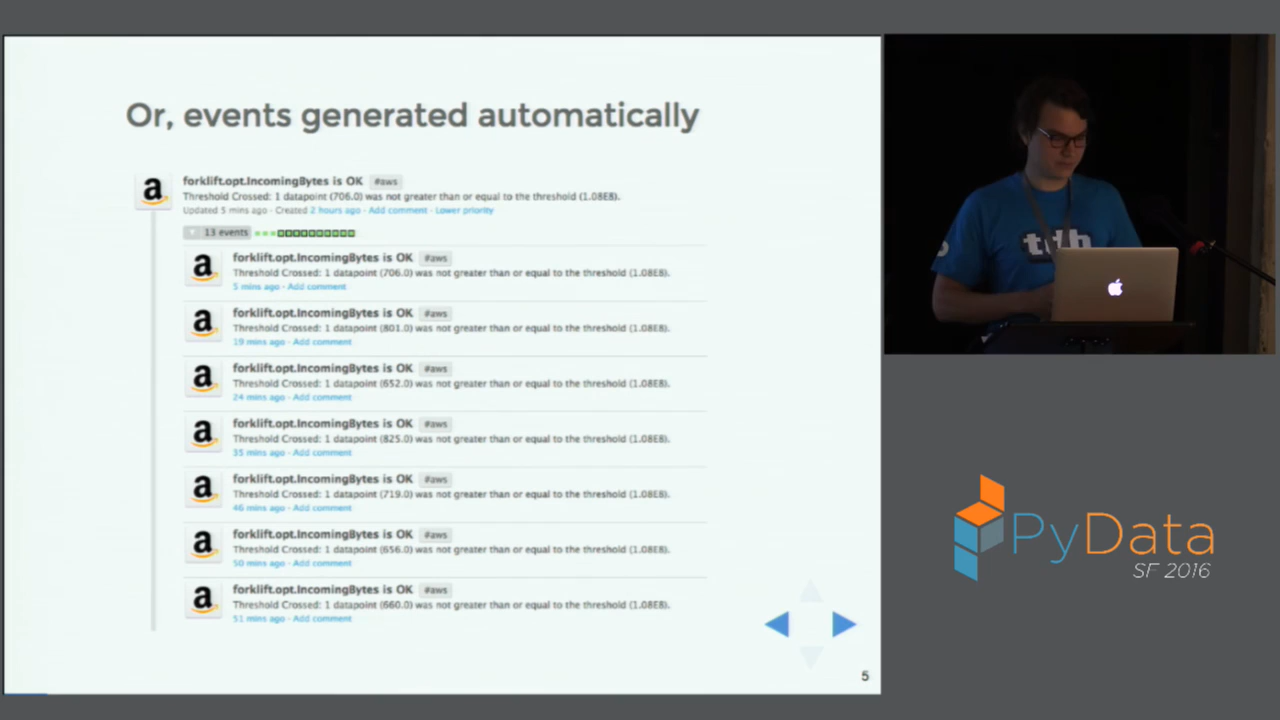 Or, events generated automatically
forklift.opt.IncomingBytes is OK #aws
Threshold Crossed: 1 datapoint (706.0) was not greater than or equal to the threshold (1.08E8).
Updated 5 mins ago - Created 2 hours ago - Add comment - Lower priority
13 events
forklift.opt.IncomingBytes is OK #aws
Threshold Crossed: 1 datapoint (706.0) was not greater than or equal to the threshold (1.08E8).
5 mins ago - Add comment
forklift.opt.IncomingBytes is OK #aws
Threshold Crossed: 1 datapoint (801.0) was not greater than or equal to the threshold (1.08E8).
19 mins ago - Add comment
forklift.opt.IncomingBytes is OK #aws
Threshold Crossed: 1 datapoint (652.0) was not greater than or equal to the threshold (1.08E8).
24 mins ago - Add comment
forklift.opt.IncomingBytes is OK #aws
Threshold Crossed: 1 datapoint (825.0) was not greater than or equal to the threshold (1.08E8).
35 mins ago - Add comment
forklift.opt.IncomingBytes is OK #aws
Threshold Crossed: 1 datapoint (719.0) was not greater than or equal to the threshold (1.08E8).
46 mins ago - Add comment
forklift.opt.IncomingBytes is OK #aws
Threshold Crossed: 1 datapoint (656.0) was not greater than or equal to the threshold (1.08E8).
50 mins ago - Add comment
forklift.opt.IncomingBytes is OK #aws
Threshold Crossed: 1 datapoint (660.0) was not greater than or equal to the threshold (1.08E8).
51 mins ago - Add comment
5
PyData
SF 2016